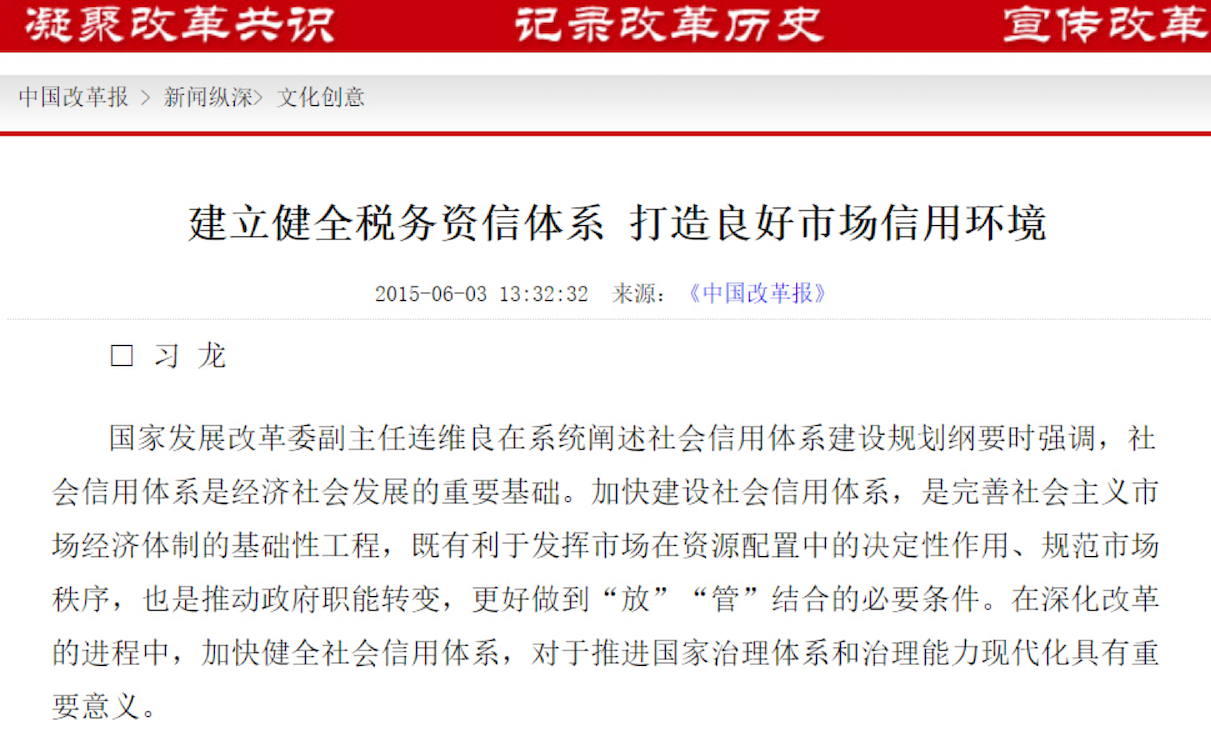 凝聚改革共识 记录改革历史 宣传改革
中国改革报 > 新闻纵深> 文化创意
建立健全税务资信体系 打造良好市场信用环境
2015-06-03 13:32:32 来源：《中国改革报》
□ 习 龙
国家发展改革委副主任连维良在系统阐述社会信用体系建设规划纲要时强调，社
会信用体系是经济社会发展的重要基础。加快建设社会信用体系，是完善社会主义市
场经济体制的基础性工程，既有利于发挥市场在资源配置中的决定性作用、规范市场
秩序，也是推动政府职能转变，更好做到“放”“管”结合的必要条件。在深化改革
的进程中，加快健全社会信用体系，对于推进国家治理体系和治理能力现代化具有重
要意义。